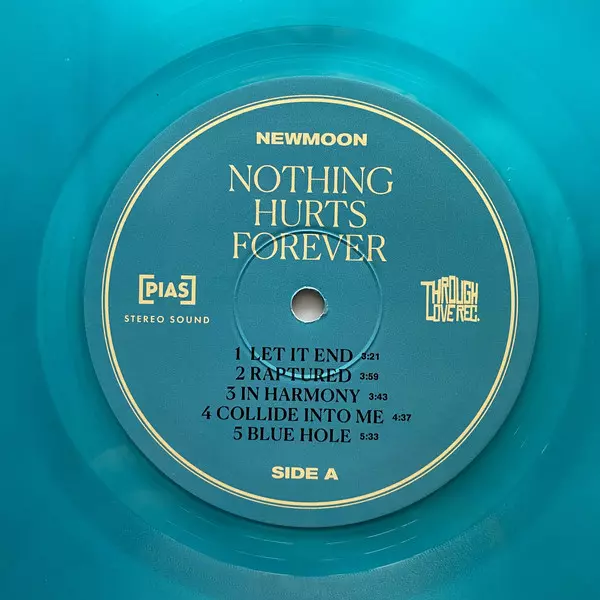 NEWMOON
NOTHING
HURTS
FOREVER
[PIAS]
STEREO SOUND
THROUGH
LOVE REC.
1 LET IT END 3:21
2 RAPTURED 3:59
3 IN HARMONY 3:43
4 COLLIDE INTO ME 4:37
5 BLUE HOLE 5:33
SIDE A